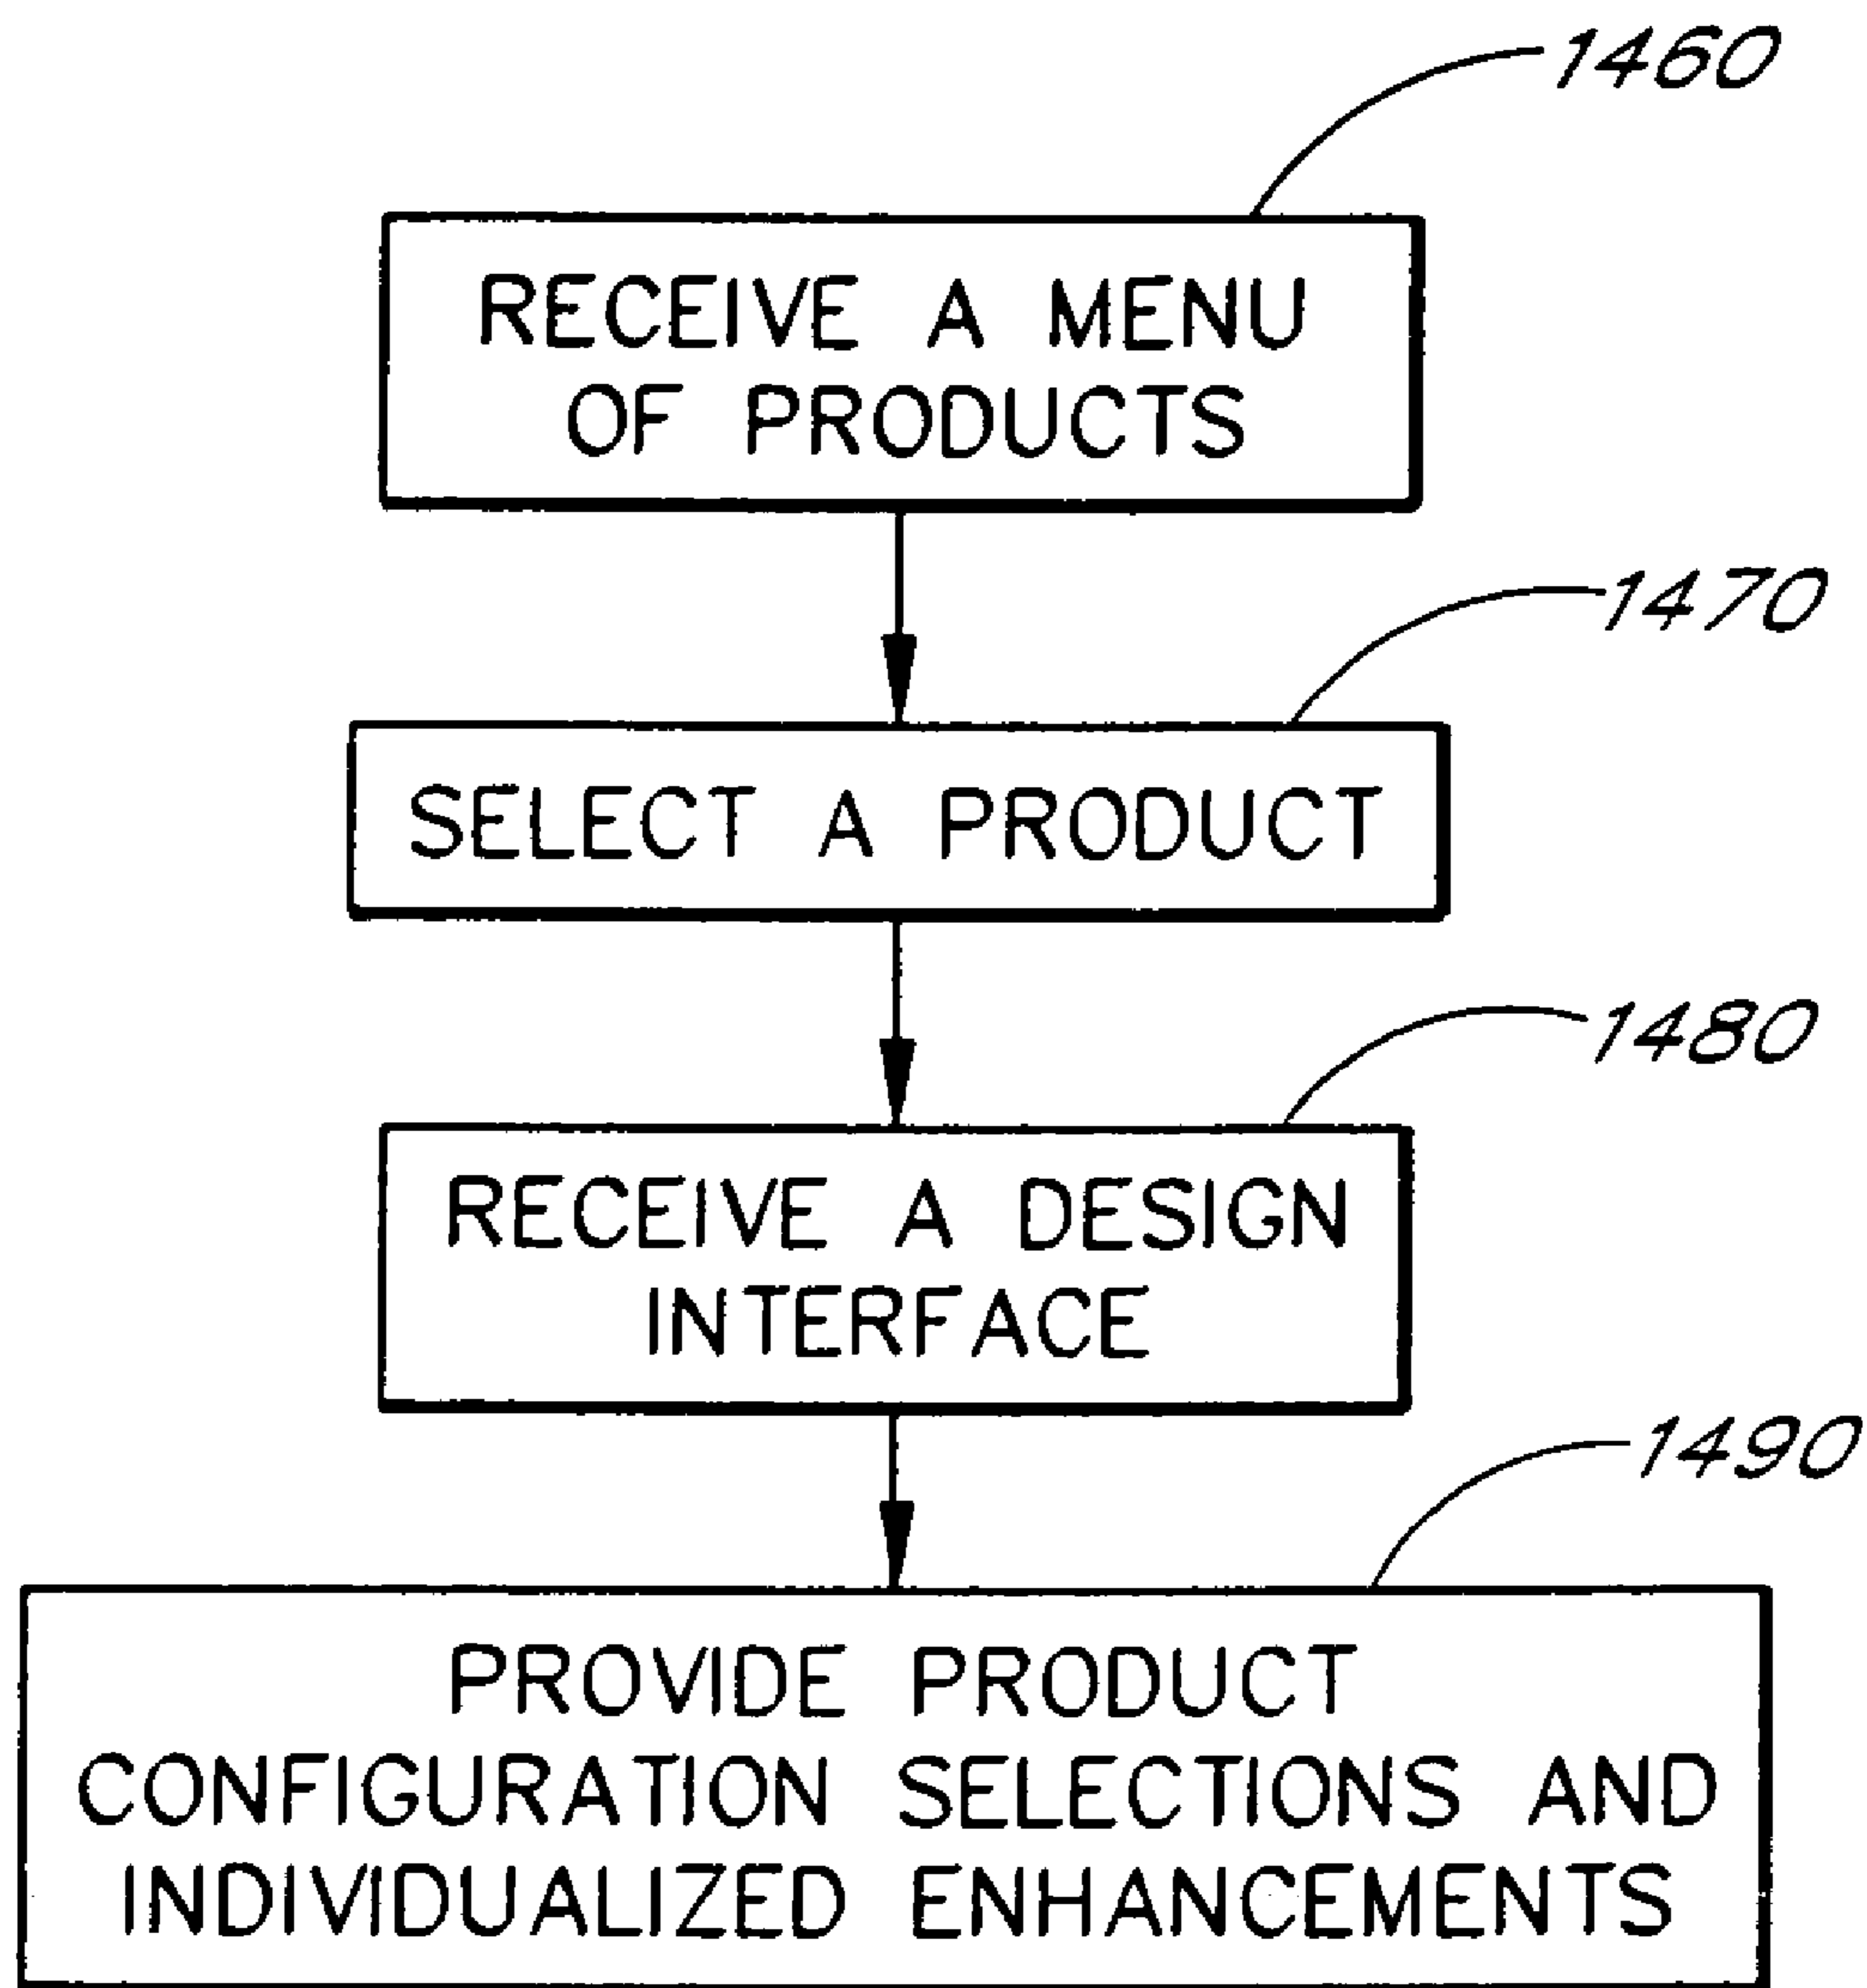 1460
RECEIVE A MENU
OF PRODUCTS
1470
SELECT A PRODUCT
1480
RECEIVE A DESIGN
INTERFACE
1490
PROVIDE PRODUCT
CONFIGURATION SELECTIONS AND
INDIVIDUALIZED ENHANCEMENTS